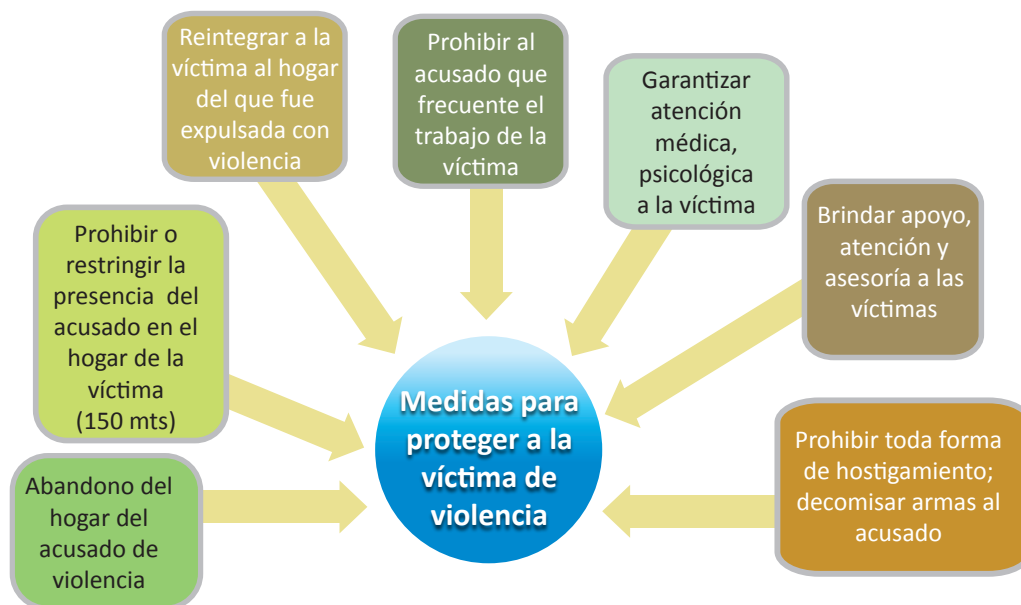 Reintegrar a la
víctima al hogar
del que fue
expulsada con
violencia
Prohibir al
acusado que
frecuente el
trabajo de la
víctima
Garantizar
atención
médica,
psicológica
a la víctima
Brindar apoyo,
atención y
asesoría a las
víctimas
Prohibir o
restringir la
presencia del
acusado en el
hogar de la
víctima
(150 mts)
Medidas para
proteger a la
víctima de
violencia
Prohibir toda forma
de hostigamiento;
decomisar armas al
acusado
Abandono del
hogar del
acusado de
violencia